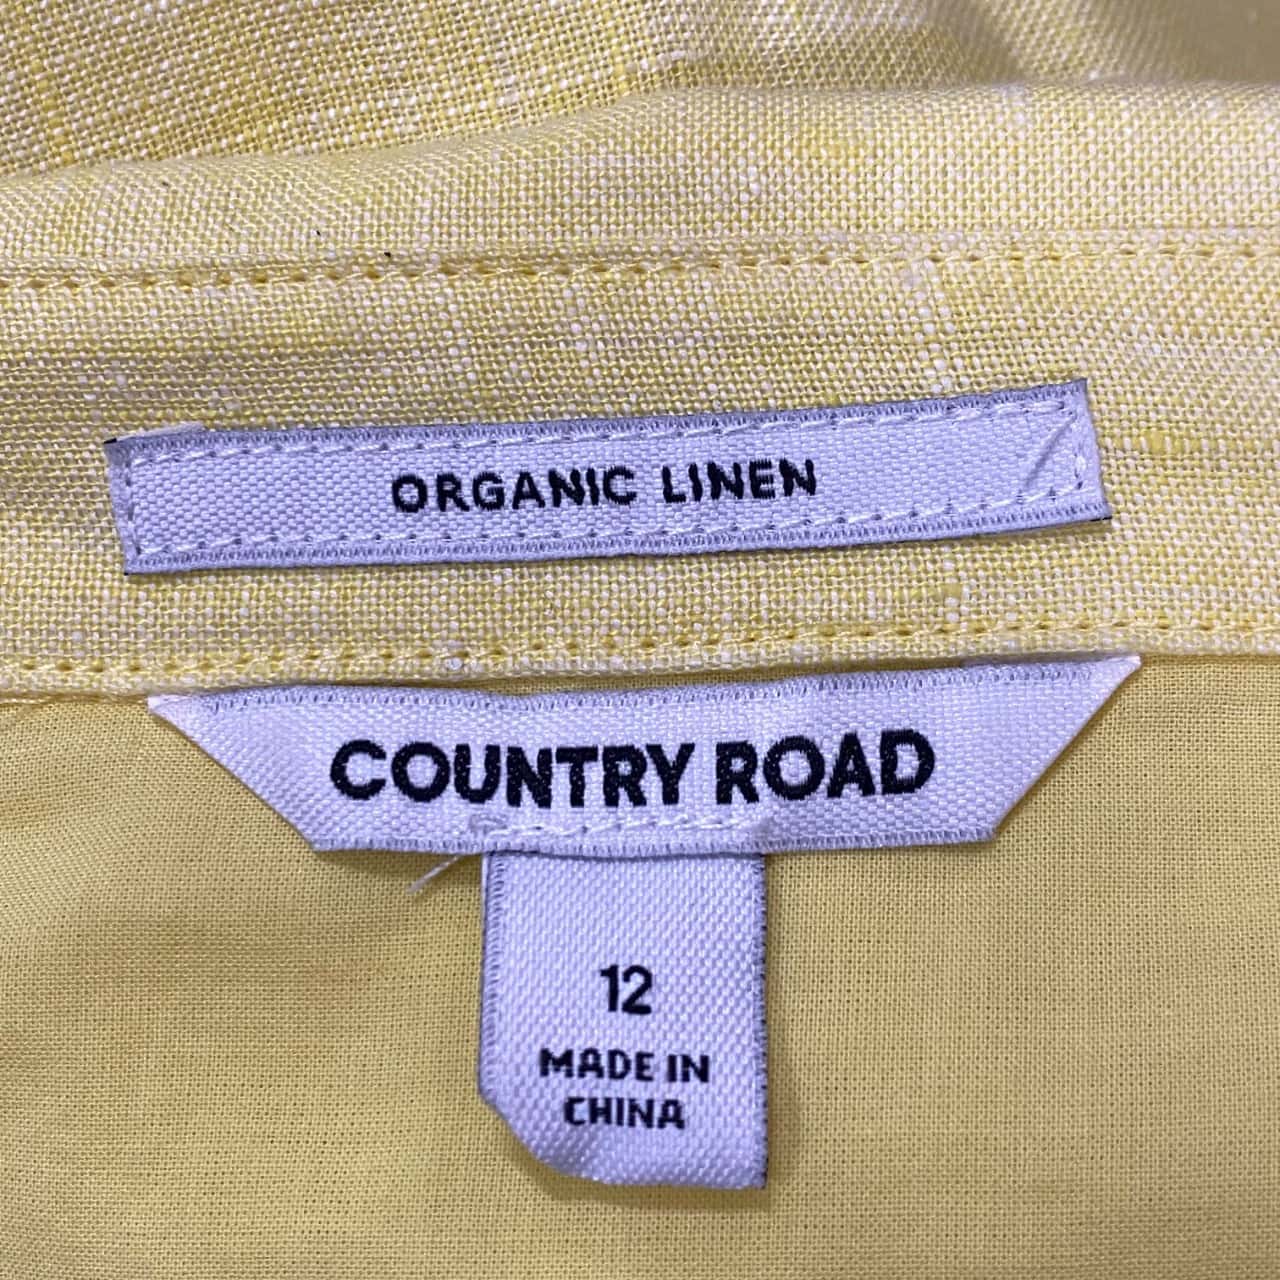 ORGANIC LINEN
COUNTRY ROAD
12
MADE IN
CHINA